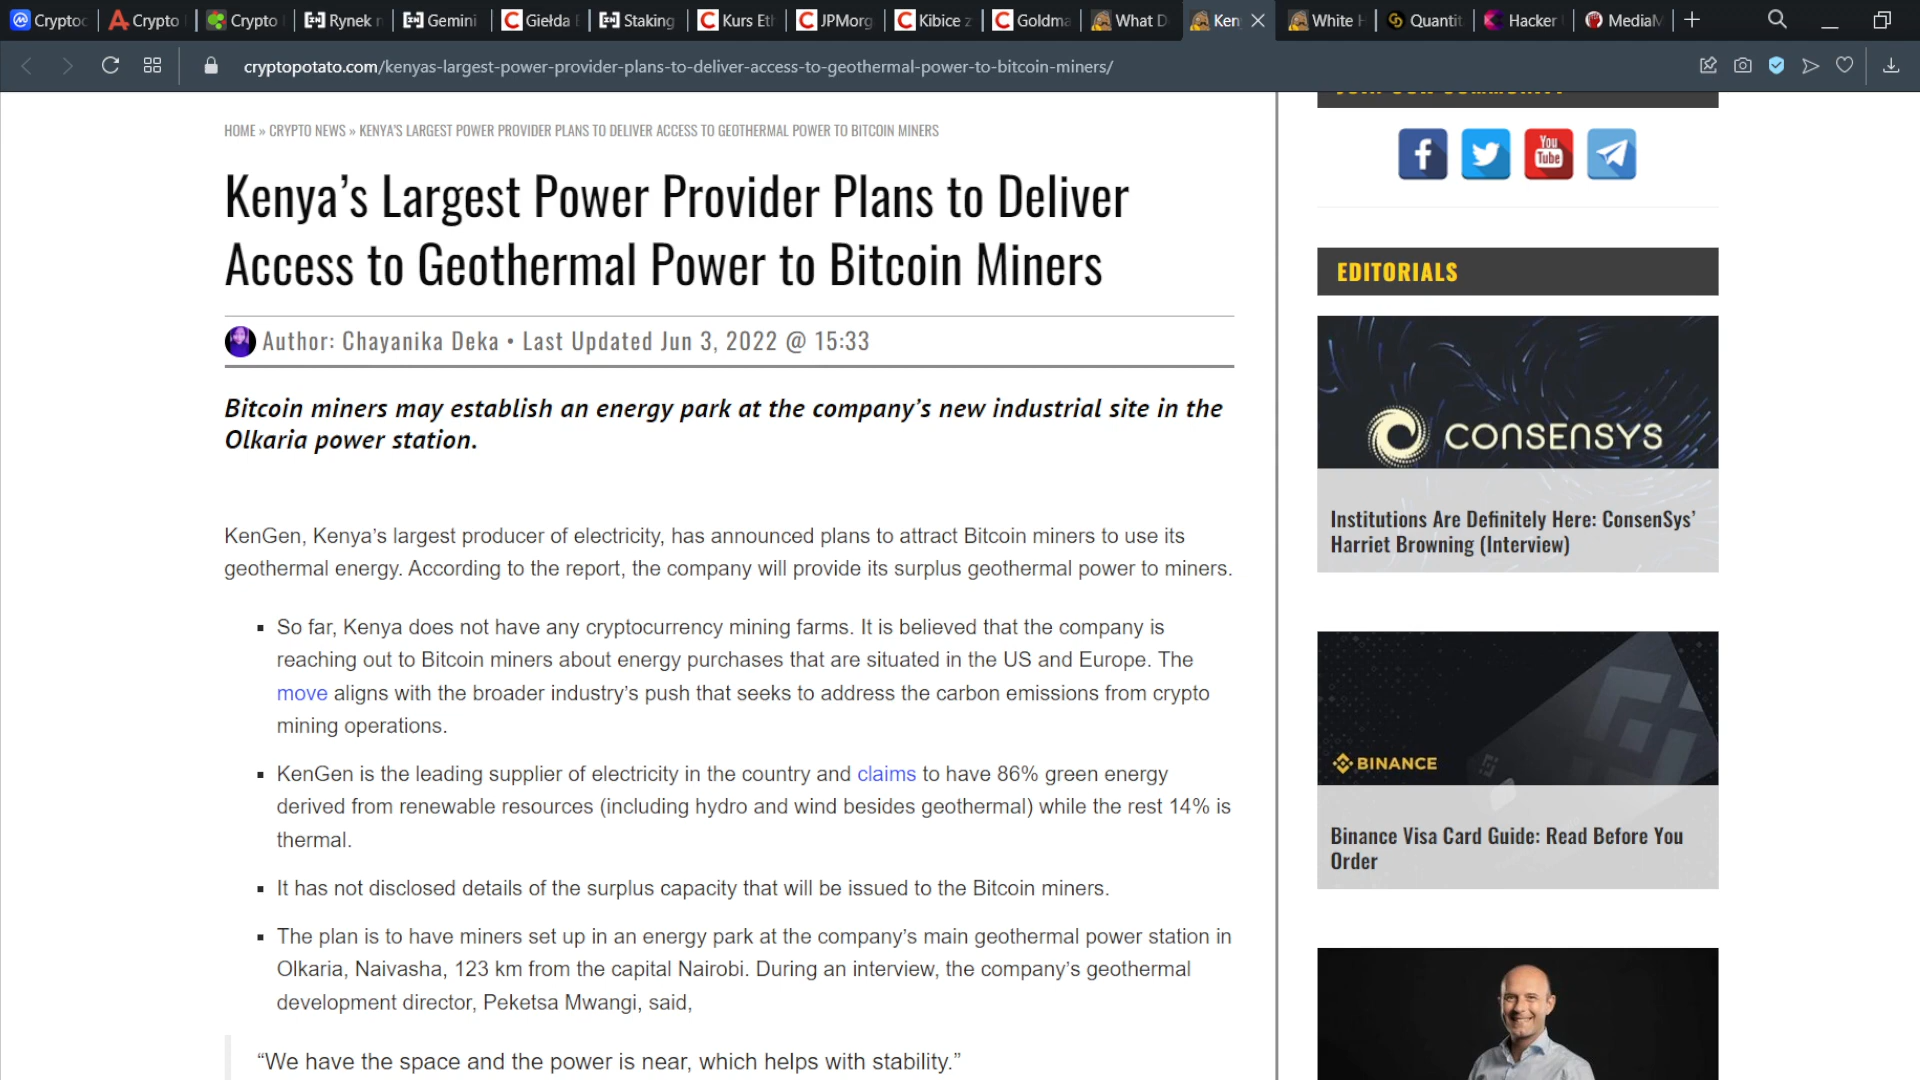 Cryptoc
Crypto
Crypto
Rynek
Gemini
Giełda
Staking
Kurs Eth
JPMorg
Kibice z
Goldma
What D
Ken
White H
Quantit
Hacker
MediaM
cryptopotato.com/kenyas-largest-power-provider-plans-to-deliver-access-to-geothermal-power-to-bitcoin-miners/
HOME » CRYPTO NEWS » KENYA'S LARGEST POWER PROVIDER PLANS TO DELIVER ACCESS TO GEOTHERMAL POWER TO BITCOIN MINERS
Kenya’s Largest Power Provider Plans to Deliver
Access to Geothermal Power to Bitcoin Miners
Author: Chayanika Deka • Last Updated Jun 3, 2022 @ 15:33
Bitcoin miners may establish an energy park at the company’s new industrial site in the
Olkaria power station.
KenGen, Kenya’s largest producer of electricity, has announced plans to attract Bitcoin miners to use its
geothermal energy. According to the report, the company will provide its surplus geothermal power to miners.
▪ So far, Kenya does not have any cryptocurrency mining farms. It is believed that the company is
reaching out to Bitcoin miners about energy purchases that are situated in the US and Europe. The
move aligns with the broader industry’s push that seeks to address the carbon emissions from crypto
mining operations.
▪ KenGen is the leading supplier of electricity in the country and claims to have 86% green energy
derived from renewable resources (including hydro and wind besides geothermal) while the rest 14% is
thermal.
▪ It has not disclosed details of the surplus capacity that will be issued to the Bitcoin miners.
▪ The plan is to have miners set up in an energy park at the company’s main geothermal power station in
Olkaria, Naivasha, 123 km from the capital Nairobi. During an interview, the company’s geothermal
development director, Peketsa Mwangi, said,
“We have the space and the power is near, which helps with stability.”
You
Tube
EDITORIALS
CONSENSYS
Institutions Are Definitely Here: ConsenSys’
Harriet Browning (Interview)
BINANCE
Binance Visa Card Guide: Read Before You
Order